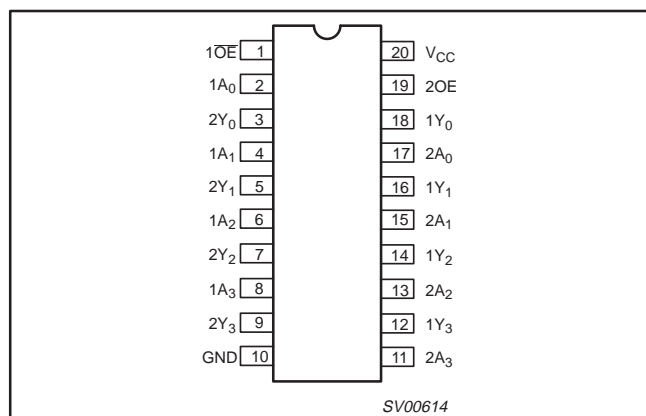 1O̅E̅ 1 20 VCC
1A0 2 19 2OE
2Y0 3 18 1Y0
1A1 4 17 2A0
2Y1 5 16 1Y1
1A2 6 15 2A1
2Y2 7 14 1Y2
1A3 8 13 2A2
2Y3 9 12 1Y3
GND 10 11 2A3
SV00614